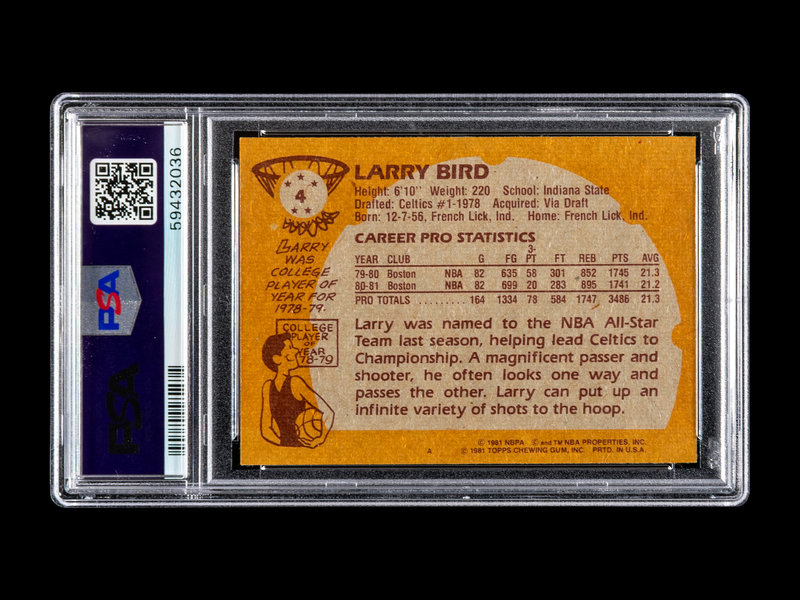 59432036
PSA
PSA
4
LARRY BIRD
Height: 6'10'' Weight: 220 School: Indiana State
Drafted: Celtics #1-1978 Acquired: Via Draft
Born: 12-7-56, French Lick, Ind. Home: French Lick, Ind.
LARRY
WAS
COLLEGE
PLAYER OF
YEAR FOR
1978-79.
COLLEGE
PLAYER
OF
YEAR
78-79
CAREER PRO STATISTICS
YEAR CLUB G FG 3-PT FT REB PTS AVG
79-80 Boston NBA 82 635 58 301 852 1745 21.3
80-81 Boston NBA 82 699 20 283 895 1741 21.2
PRO TOTALS ......... 164 1334 78 584 1747 3486 21.3
Larry was named to the NBA All-Star
Team last season, helping lead Celtics to
Championship. A magnificent passer and
shooter, he often looks one way and
passes the other. Larry can put up an
infinite variety of shots to the hoop.
© 1981 NBPA © and TM NBA PROPERTIES, INC.
A © 1981 TOPPS CHEWING GUM, INC. PRTD. IN U.S.A.